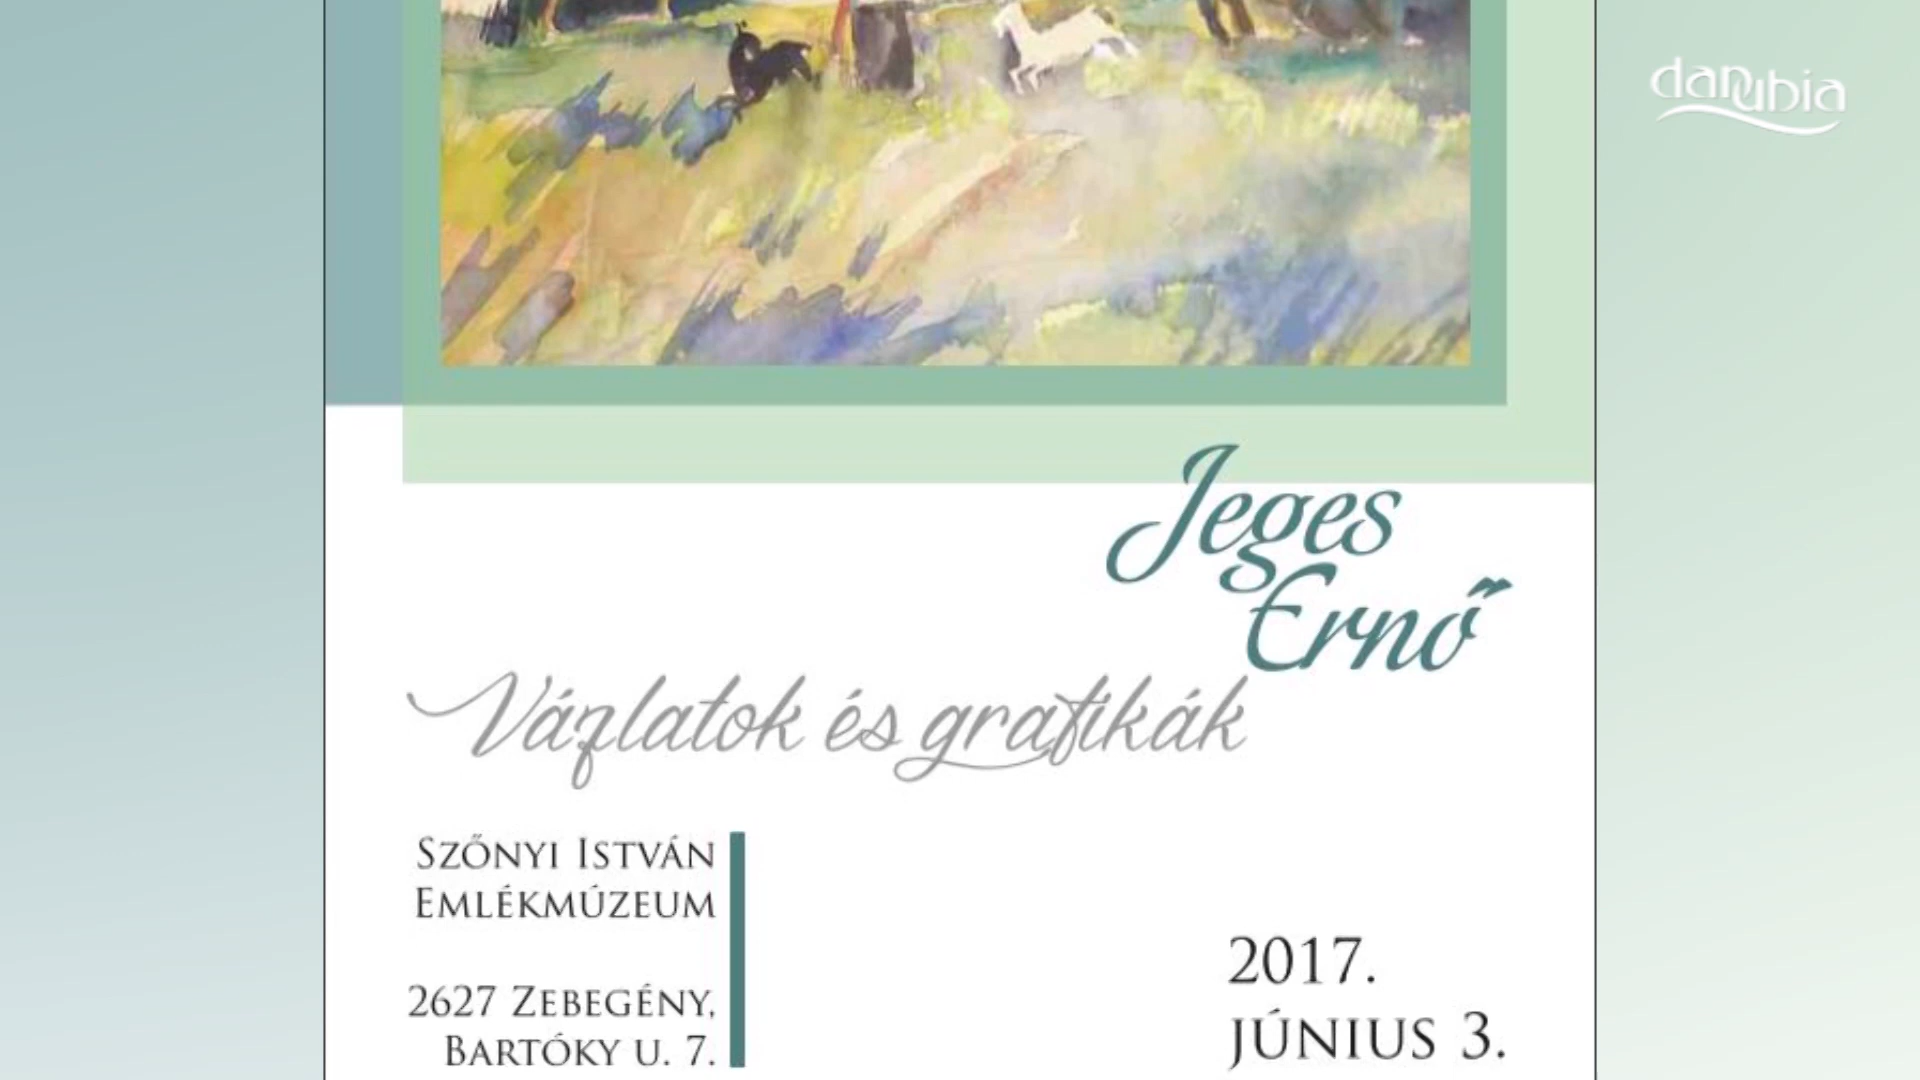 danubia
Jeges
Ernő
Vázlatok és grafikák
Szőnyi István
Emlékmúzeum
2627 Zebegény,
Bartóky u. 7.
2017.
június 3.